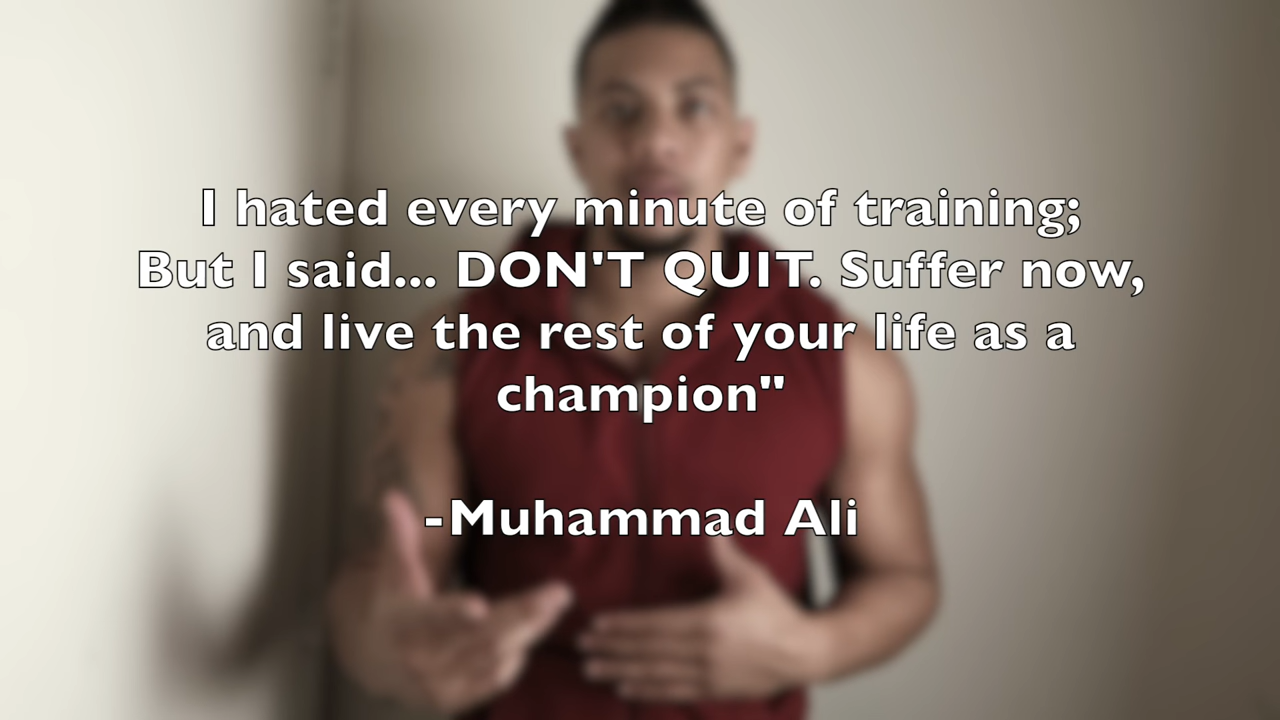 I hated every minute of training;
But I said... DON'T QUIT. Suffer now,
and live the rest of your life as a
champion"
-Muhammad Ali